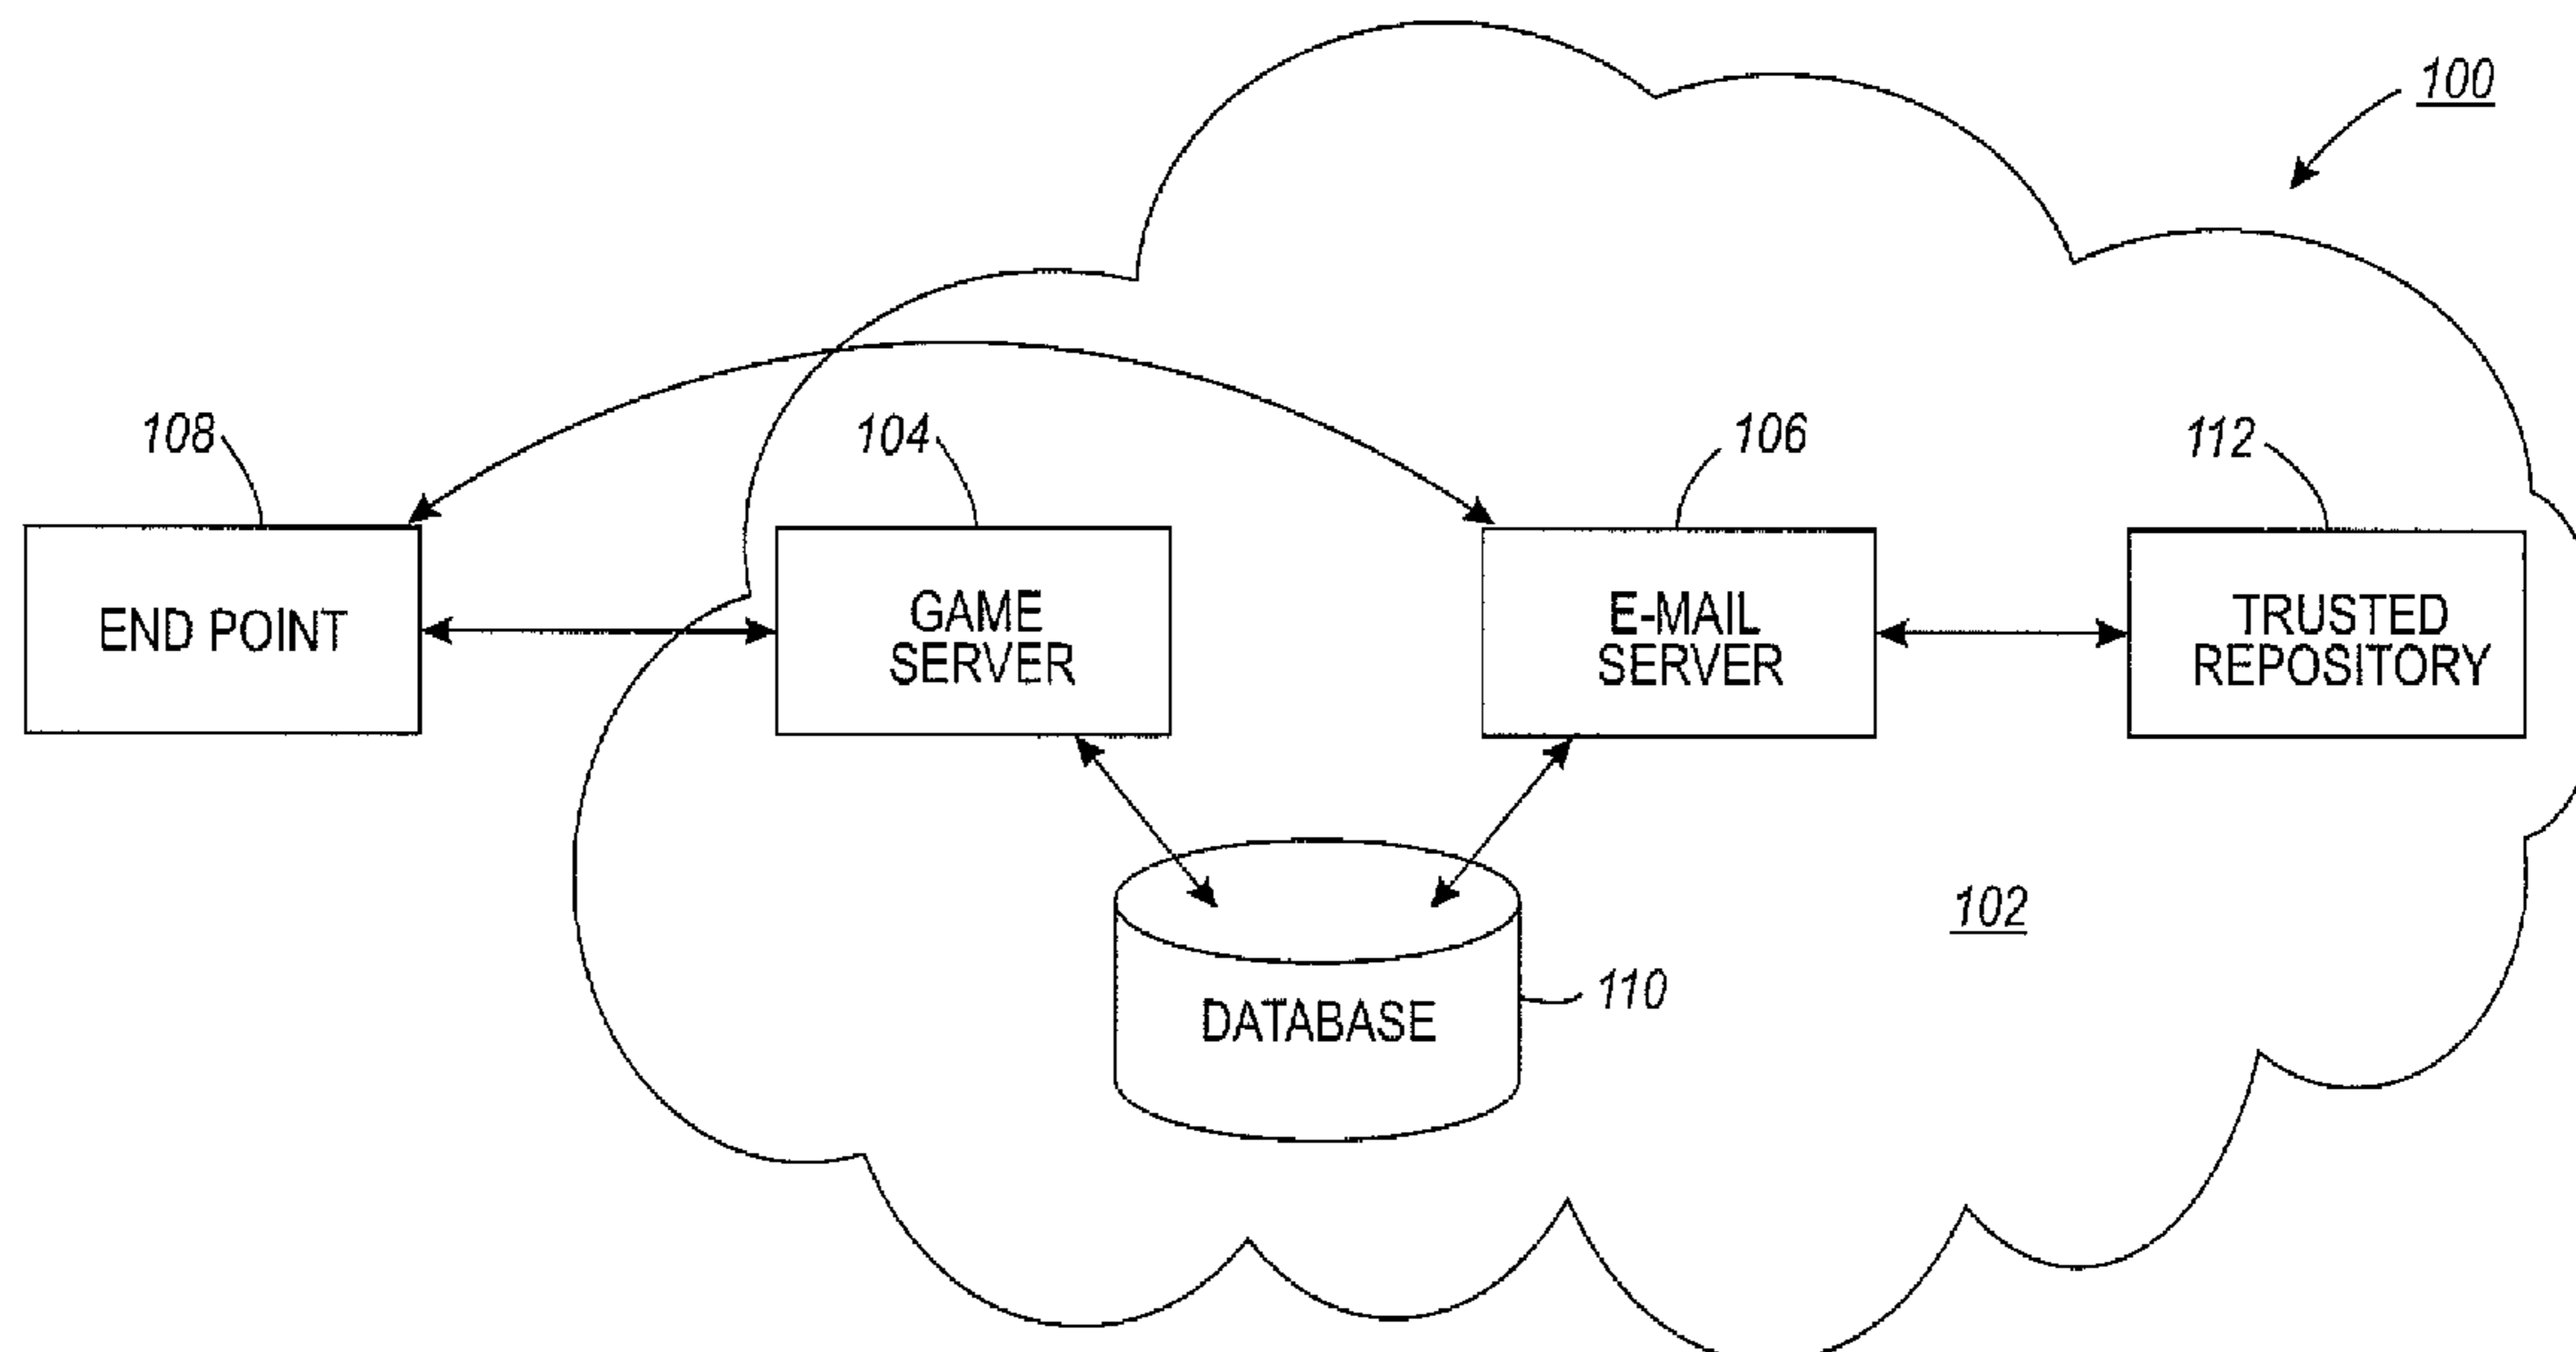 100
108
104
106
112
END POINT
GAME
SERVER
E-MAIL
SERVER
TRUSTED
REPOSITORY
102
110
DATABASE